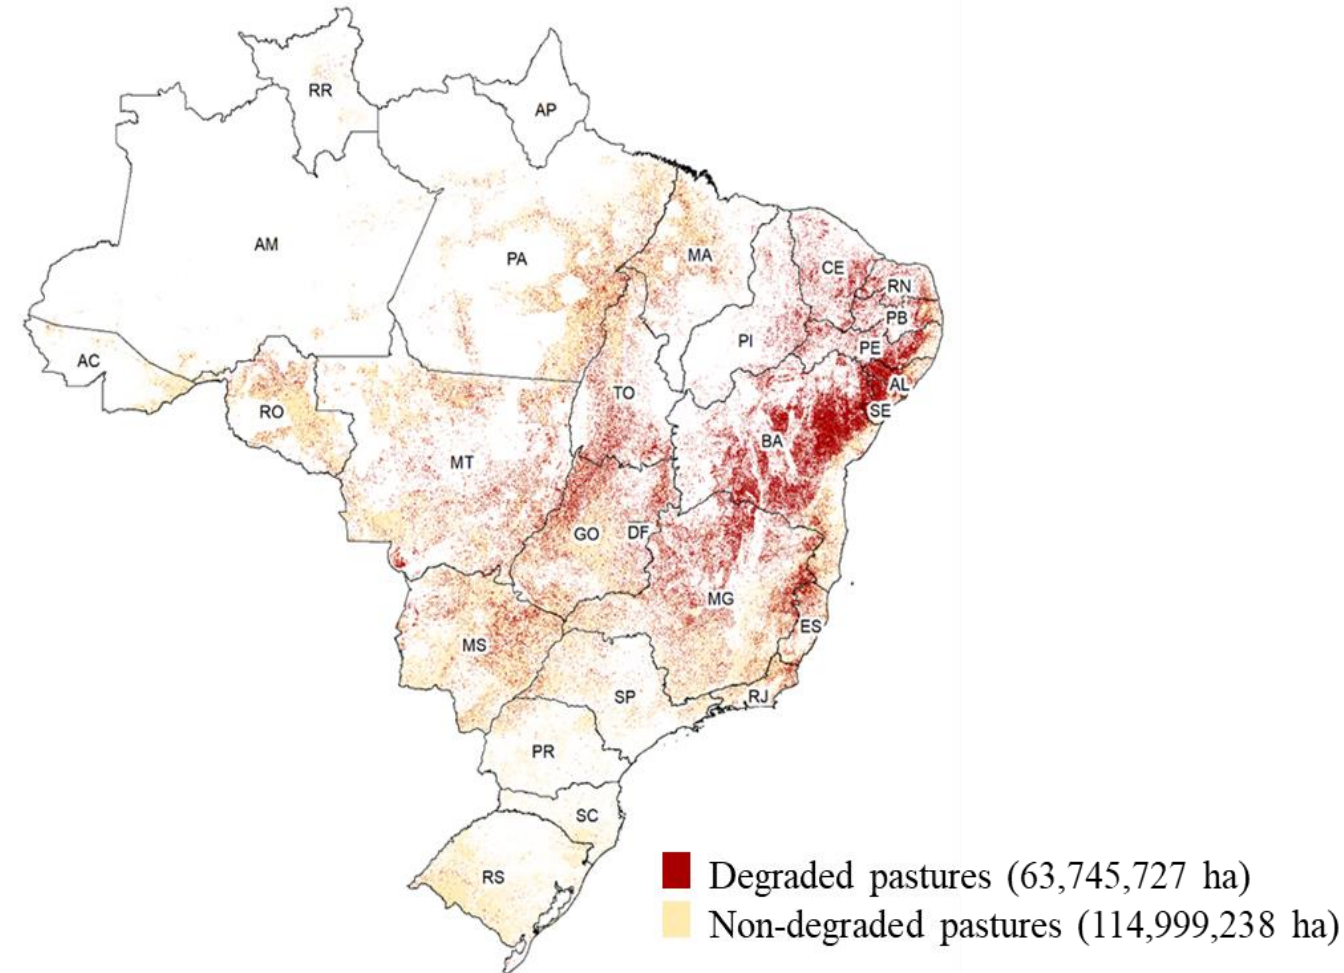 RR
AP
AM
PA
MA
CE
RN
PB
PI
PE
AC
TO
AL
RO
SE
BA
MT
GO
DF
MG
ES
MS
SP
RJ
PR
SC
RS
Degraded pastures (63,745,727 ha)
Non-degraded pastures (114,999,238 ha)